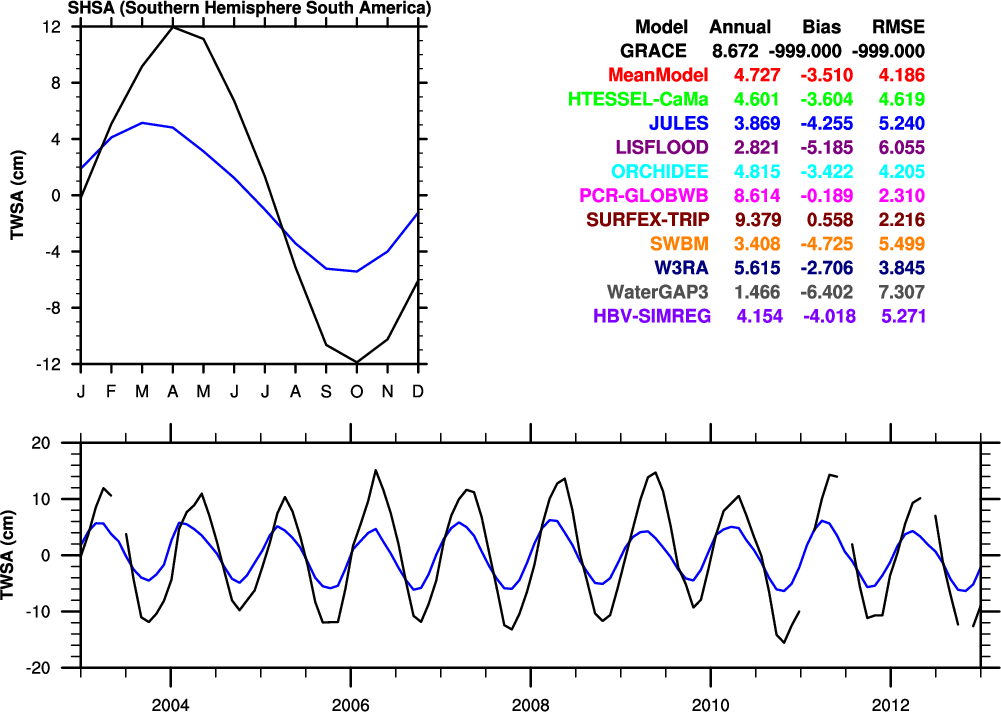 SHSA (Southern Hemisphere South America)
12
8
4
0
-4
-8
-12
TWSA (cm)
J F M A M J J A S O N D
Model Annual Bias RMSE
GRACE 8.672 -999.000 -999.000
MeanModel 4.727 -3.510 4.186
HTESSEL-CaMa 4.601 -3.604 4.619
JULES 3.869 -4.255 5.240
LISFLOOD 2.821 -5.185 6.055
ORCHIDEE 4.815 -3.422 4.205
PCR-GLOBWB 8.614 -0.189 2.310
SURFEX-TRIP 9.379 0.558 2.216
SWBM 3.408 -4.725 5.499
W3RA 5.615 -2.706 3.845
WaterGAP3 1.466 -6.402 7.307
HBV-SIMREG 4.154 -4.018 5.271
20
10
0
-10
-20
TWSA (cm)
2004 2006 2008 2010 2012